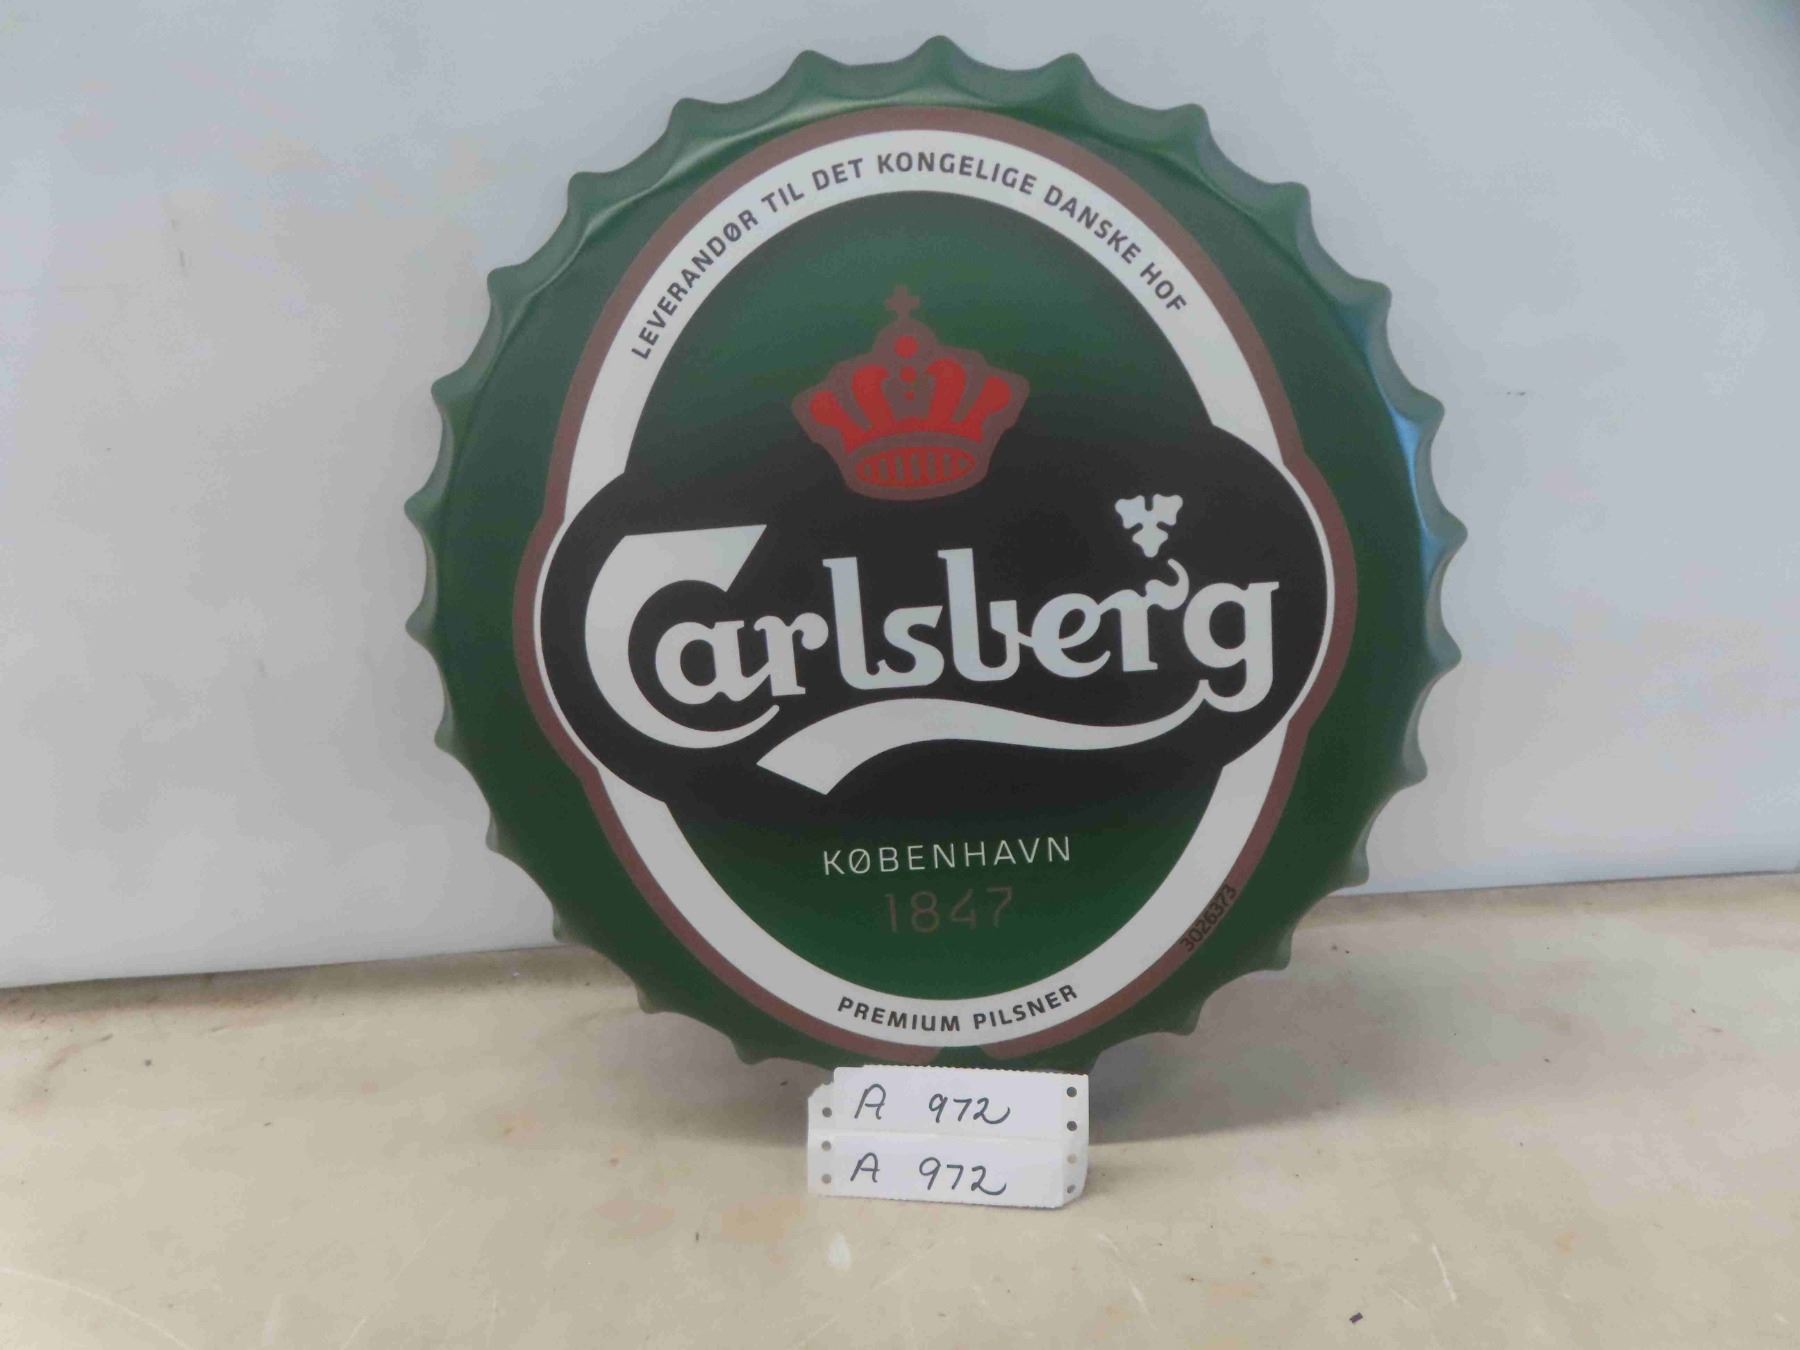 LEVERANDØR TIL DET KONGELIGE DANSKE HOF
Carlsberg
KØBENHAVN
1847
3026373
PREMIUM PILSNER
A 972
A 972